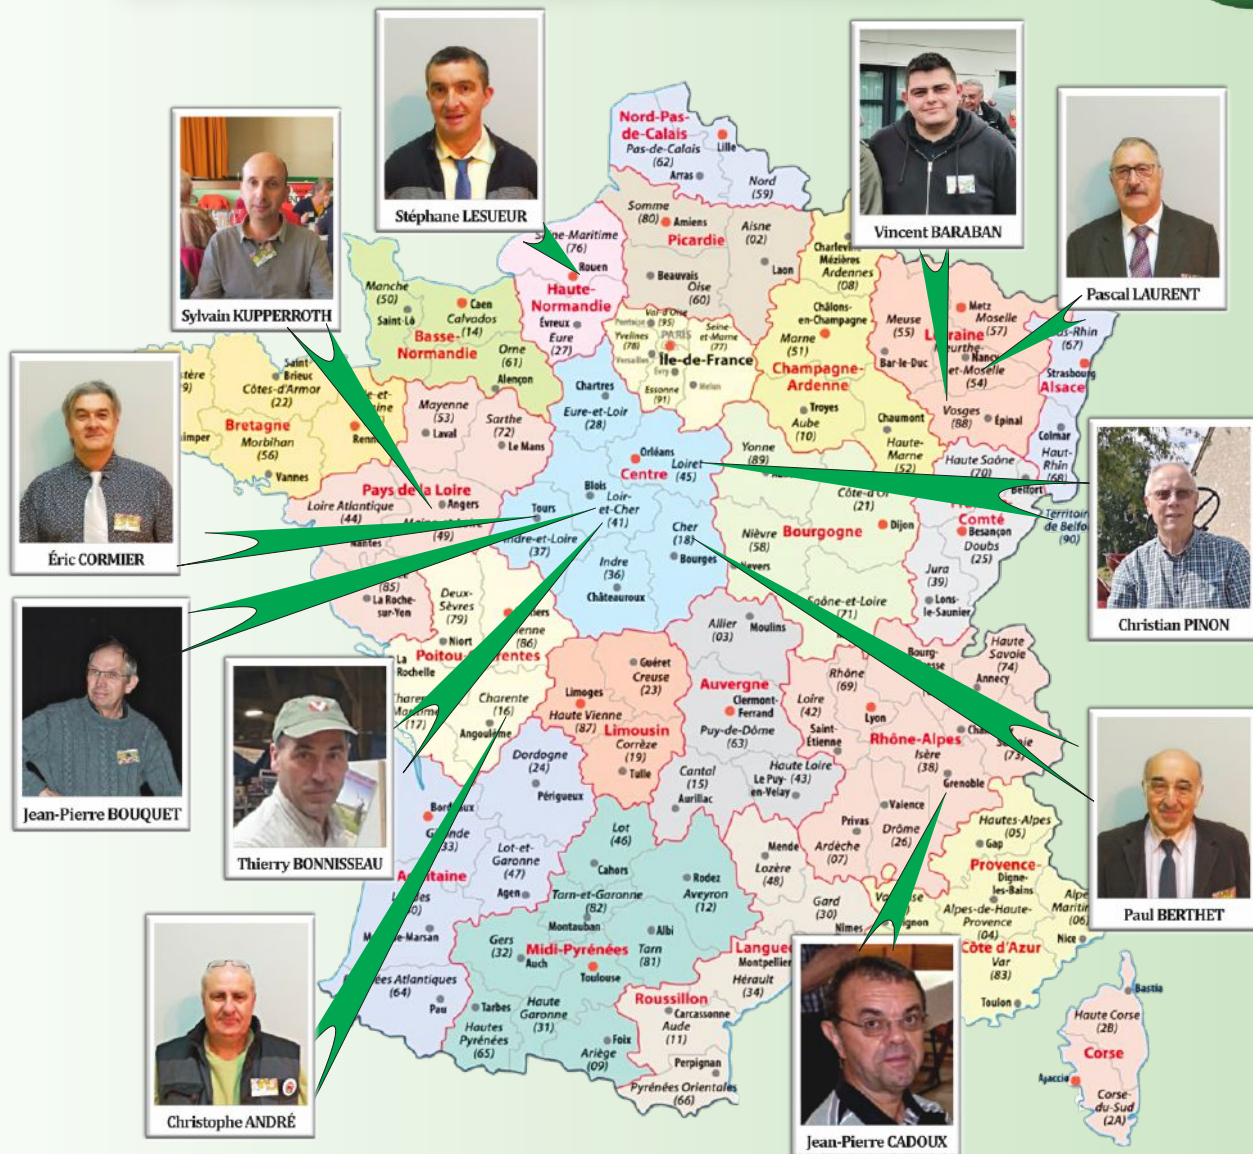 Stéphane LESUEUR
Vincent BARABAN
Pascal LAURENT
Sylvain KUPPERROTH
Éric CORMIER
Christian PINON
Jean-Pierre BOUQUET
Thierry BONNISSEAU
Paul BERTHET
Christophe ANDRÉ
Jean-Pierre CADOUX
Nord-Pas-
de-Calais
Lille
Pas-de-Calais
(62)
Arras
Nord
(59)
Somme
(80)
Amiens
Picardie
Aisne
(02)
Laon
Beauvais
Oise
(60)
(76)
Rouen
Haute-
Normandie
Évreux
Eure
(27)
Manche
(50)
Saint-Lô
Caen
Calvados
(14)
Basse-
Normandie
Orne
(61)
Alençon
Val-d'Oise
(95)
Pontoise
Yvelines
(78)
Versailles
PARIS
Seine-
et-Marne
(77)
Île-de-France
Evry
Melun
Essonne
(91)
Mézières
Ardennes
(08)
Châlons-
en-Champagne
Marne
(51)
Champagne-
Ardenne
Troyes
Aube
(10)
Chaumont
Haute-
Marne
(52)
Meuse
(55)
Bar-le-Duc
Metz
Moselle
(57)
Nancy
et-Moselle
(54)
Vosges
(88)
Épinal
(67)
Strasbourg
Alsace
Colmar
Haut-
Rhin
(68)
Saint-
Brieuc
Côtes-d'Armor
(22)
Bretagne
Morbihan
(56)
Vannes
Mayenne
(53)
Laval
Sarthe
(72)
Le Mans
Pays de la Loire
Loire Atlantique
(44)
Angers
(49)
(85)
La Roche-
sur-Yon
Chartres
Eure-et-Loir
(28)
Orléans
Centre
Loiret
(45)
Blois
Loir-
et-Cher
(41)
Tours
Indre-et-Loire
(37)
Cher
(18)
Bourges
Indre
(36)
Châteauroux
Yonne
(89)
Côte-d'Or
(21)
Bourgogne
Dijon
Nièvre
(58)
Nevers
Saône-et-Loire
(71)
Haute Saône
(70)
Belfort
Territoire
de Belfo
(90)
Comté
Besançon
Doubs
(25)
Jura
(39)
Lons-
le-Saunier
Deux-
Sèvres
(79)
Niort
(86)
La
Rochelle
(17)
Charente
(16)
Angoulême
Guéret
Creuse
(23)
Limoges
Haute Vienne
(87)
Limousin
Corrèze
(19)
Tulle
Allier
(03)
Moulins
Auvergne
Clermont-
Ferrand
Puy-de-Dôme
(63)
Cantal
(15)
Aurillac
Haute Loire
(43)
Le Puy-
en-Velay
Haute
Savoie
(74)
Annecy
Rhône
(69)
Loire
(42)
Lyon
Saint-
Étienne
Rhône-Alpes
Isère
(38)
Grenoble
(73)
Valence
Privas
Drôme
(26)
Ardèche
(07)
Dordogne
(24)
Périgueux
Lot-et-
Garonne
(47)
Agen
Pau
(64)
Lot
(46)
Cahors
Rodez
Aveyron
(12)
Tarn-et-Garonne
(82)
Montauban
Albi
Tarn
(81)
Gers
(32)
Auch
Midi-Pyrénées
Toulouse
Tarbes
Hautes
Pyrénées
(65)
Haute
Garonne
(31)
Foix
Ariège
(09)
Mende
Lozère
(48)
Gard
(30)
Nîmes
Montpellier
Hérault
(34)
Roussillon
Carcassonne
Aude
(11)
Perpignan
Pyrénées Orientales
(66)
Hautes-Alpes
(05)
Gap
Provence-
Digne-
les-Bains
Alpes-de-Haute-
Provence
(04)
(06)
Nice
Côte d'Azur
Var
(83)
Toulon
Bastia
Haute Corse
(2B)
Corse
Ajaccio
Corse-
du-Sud
(2A)